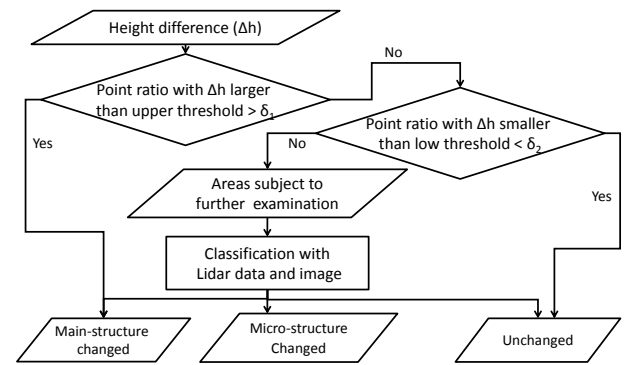 Height difference (Δh)
No
Point ratio with Δh larger
than upper threshold > δ1
Point ratio with Δh smaller
than low threshold < δ2
Yes
No
Areas subject to
further examination
Yes
Classification with
Lidar data and image
Main-structure
changed
Micro-structure
Changed
Unchanged